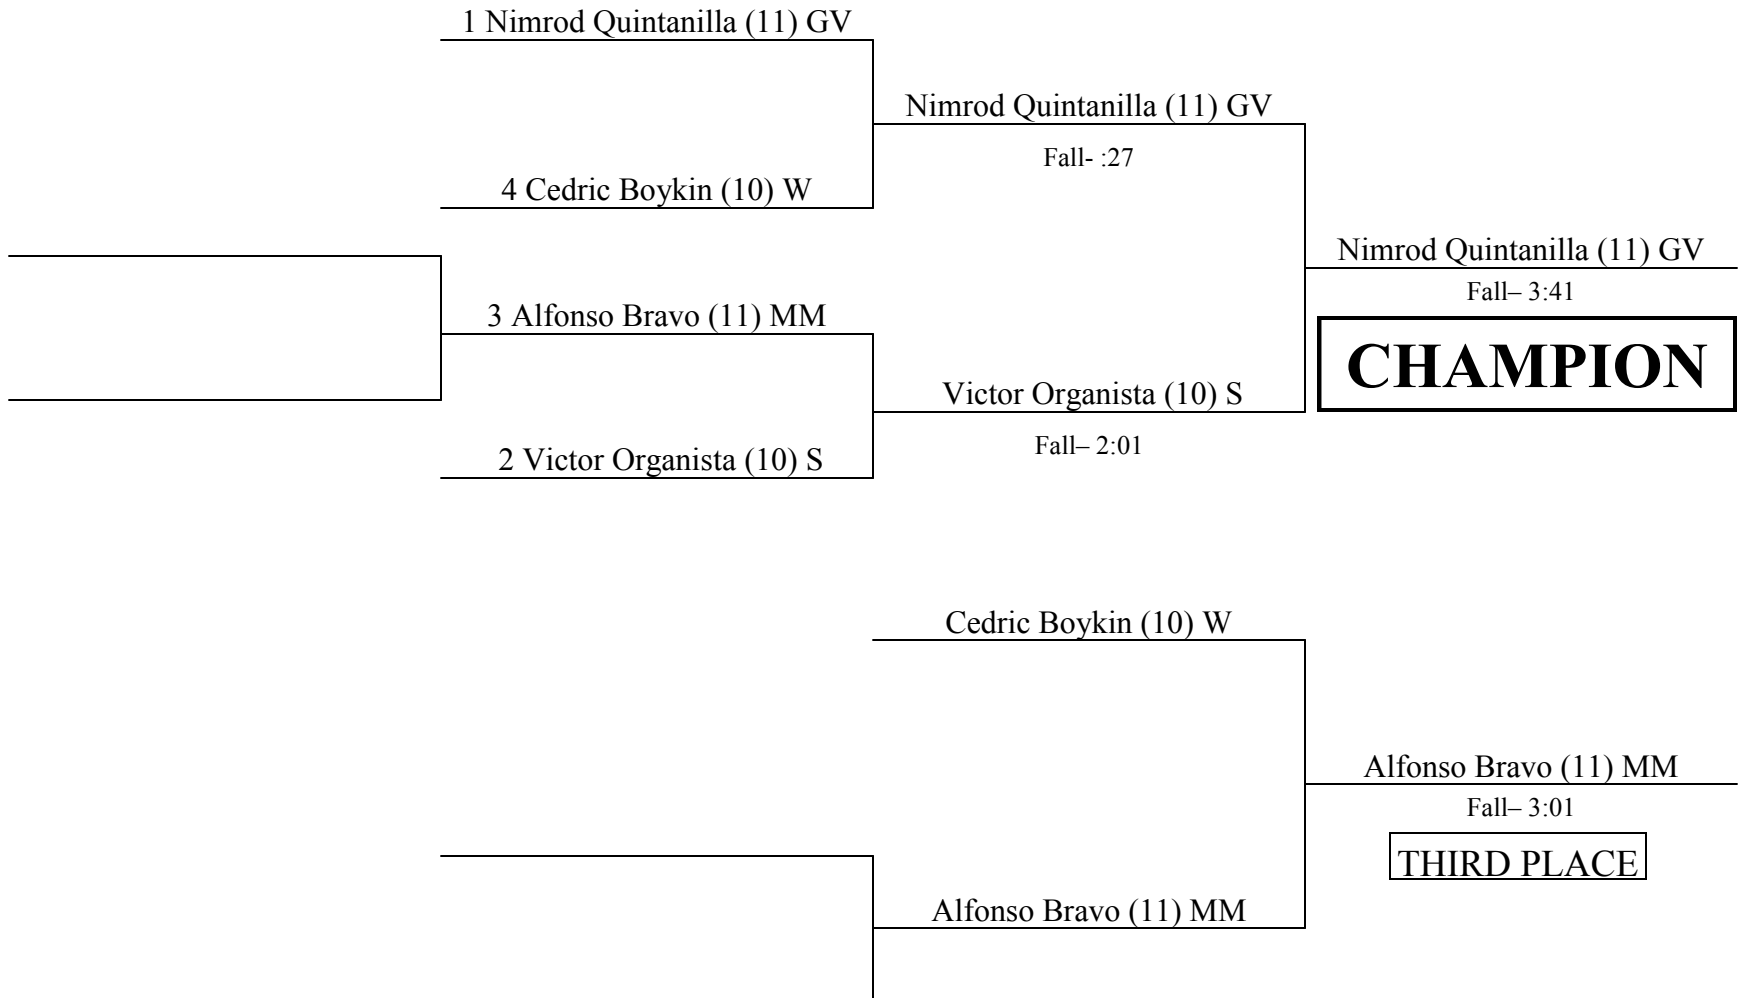 1 Nimrod Quintanilla (11) GV
Nimrod Quintanilla (11) GV
Fall- :27
4 Cedric Boykin (10) W
Nimrod Quintanilla (11) GV
Fall– 3:41
3 Alfonso Bravo (11) MM
CHAMPION
Victor Organista (10) S
Fall– 2:01
2 Victor Organista (10) S
Cedric Boykin (10) W
Alfonso Bravo (11) MM
Fall– 3:01
THIRD PLACE
Alfonso Bravo (11) MM